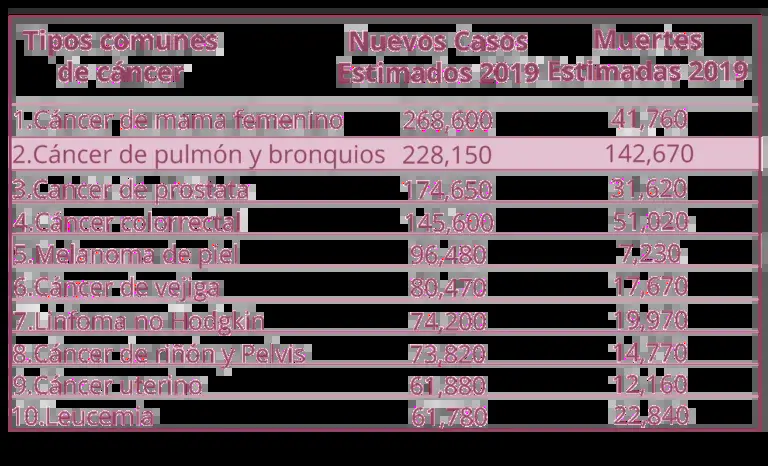 Tipos comunes de cáncer Nuevos Casos Estimados 2019 Muertes Estimadas 2019
1.Cáncer de mama femenino 268,600 41,760
2.Cáncer de pulmón y bronquios 228,150 142,670
3.Cancer de prostata 174,650 31,620
4.Cáncer colorrectal 145,600 51,020
5.Melanoma de piel 96,480 7,230
6.Cáncer de vejiga 80,470 17,670
7.Linfoma no Hodgkin 74,200 19,970
8.Cáncer de riñón y Pelvis 73,820 14,770
9.Cáncer uterino 61,880 12,160
10.Leucemia 61,780 22,840